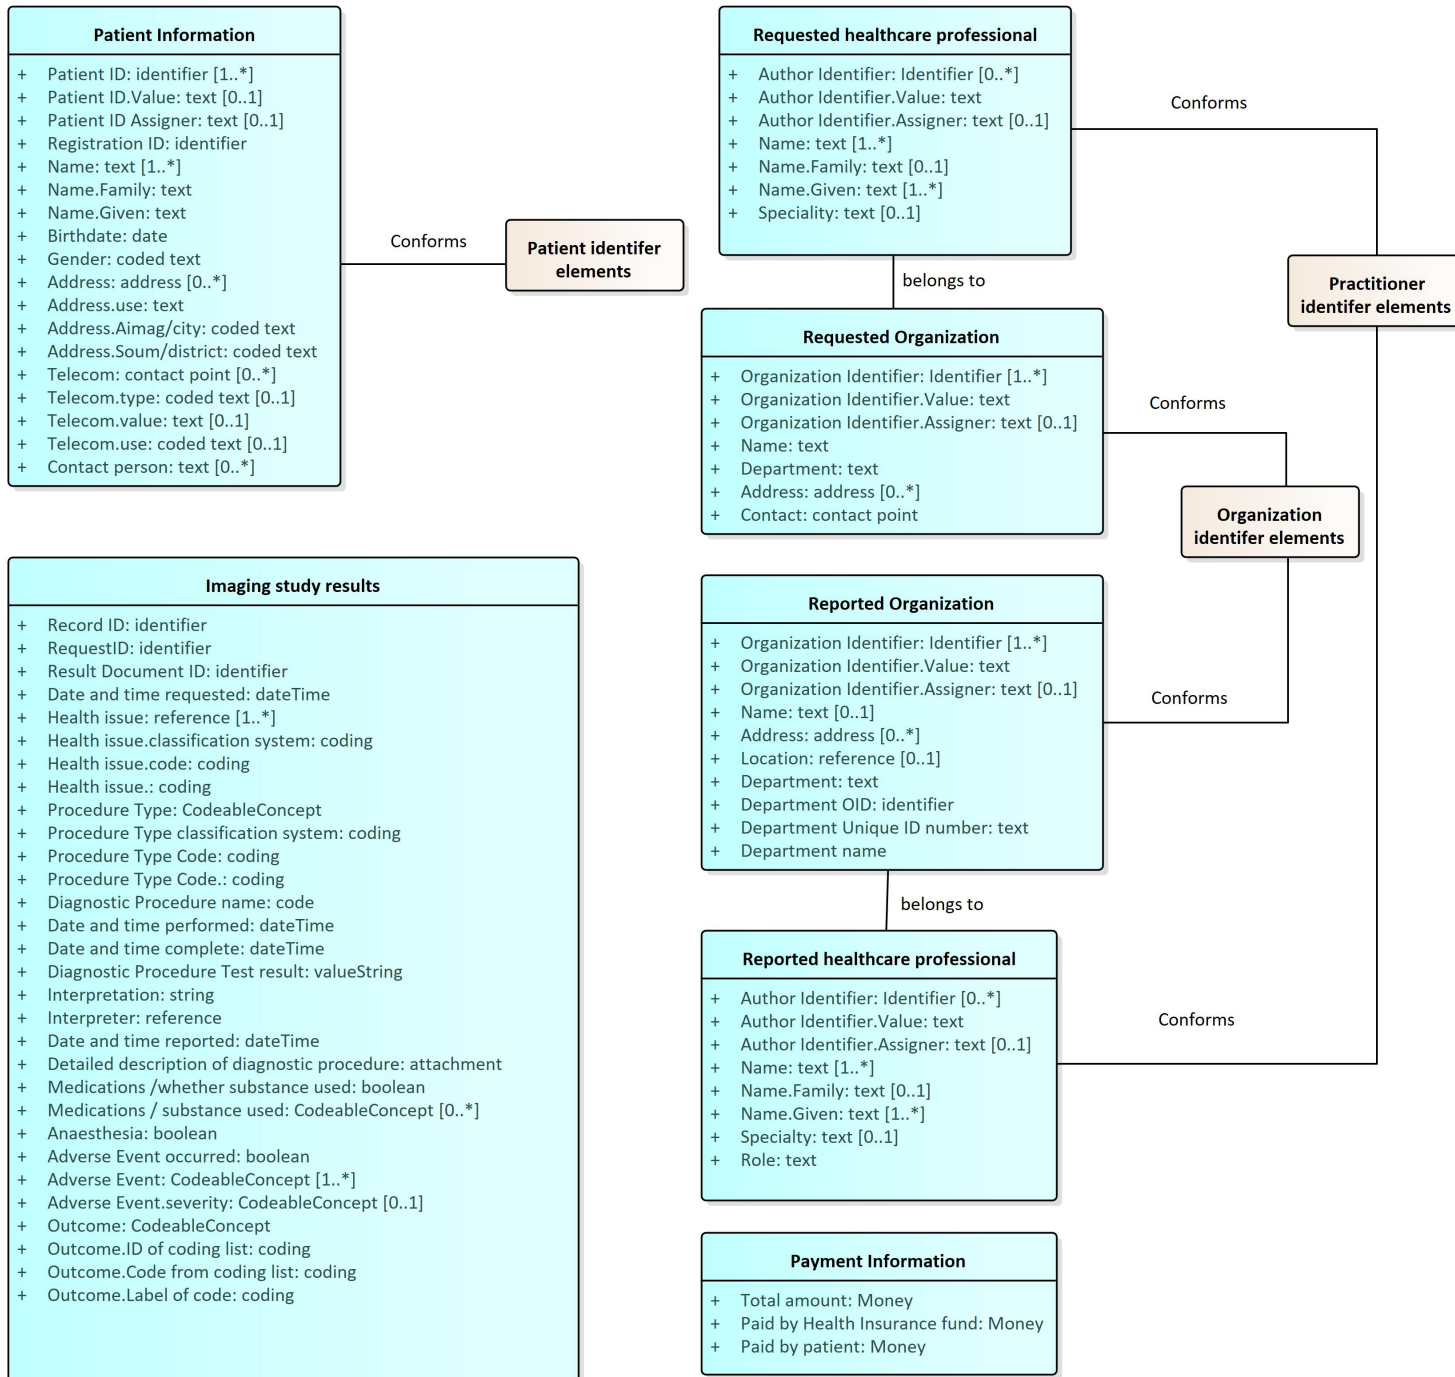 Patient Information
+ Patient ID: identifier [1..*]
+ Patient ID.Value: text [0..1]
+ Patient ID Assigner: text [0..1]
+ Registration ID: identifier
+ Name: text [1..*]
+ Name.Family: text
+ Name.Given: text
+ Birthdate: date
+ Gender: coded text
+ Address: address [0..*]
+ Address.use: text
+ Address.Aimag/city: coded text
+ Address.Soum/district: coded text
+ Telecom: contact point [0..*]
+ Telecom.type: coded text [0..1]
+ Telecom.value: text [0..1]
+ Telecom.use: coded text [0..1]
+ Contact person: text [0..*]
Conforms
Patient identifer
elements
Requested healthcare professional
+ Author Identifier: Identifier [0..*]
+ Author Identifier.Value: text
+ Author Identifier.Assigner: text [0..1]
+ Name: text [1..*]
+ Name.Family: text [0..1]
+ Name.Given: text [1..*]
+ Speciality: text [0..1]
Conforms
belongs to
Practitioner
identifer elements
Requested Organization
+ Organization Identifier: Identifier [1..*]
+ Organization Identifier.Value: text
+ Organization Identifier.Assigner: text [0..1]
+ Name: text
+ Department: text
+ Address: address [0..*]
+ Contact: contact point
Conforms
Organization
identifer elements
Imaging study results
+ Record ID: identifier
+ RequestID: identifier
+ Result Document ID: identifier
+ Date and time requested: dateTime
+ Health issue: reference [1..*]
+ Health issue.classification system: coding
+ Health issue.code: coding
+ Health issue.: coding
+ Procedure Type: CodeableConcept
+ Procedure Type classification system: coding
+ Procedure Type Code: coding
+ Procedure Type Code.: coding
+ Diagnostic Procedure name: code
+ Date and time performed: dateTime
+ Date and time complete: dateTime
+ Diagnostic Procedure Test result: valueString
+ Interpretation: string
+ Interpreter: reference
+ Date and time reported: dateTime
+ Detailed description of diagnostic procedure: attachment
+ Medications /whether substance used: boolean
+ Medications / substance used: CodeableConcept [0..*]
+ Anaesthesia: boolean
+ Adverse Event occurred: boolean
+ Adverse Event: CodeableConcept [1..*]
+ Adverse Event.severity: CodeableConcept [0..1]
+ Outcome: CodeableConcept
+ Outcome.ID of coding list: coding
+ Outcome.Code from coding list: coding
+ Outcome.Label of code: coding
Reported Organization
+ Organization Identifier: Identifier [1..*]
+ Organization Identifier.Value: text
+ Organization Identifier.Assigner: text [0..1]
+ Name: text [0..1]
+ Address: address [0..*]
+ Location: reference [0..1]
+ Department: text
+ Department OID: identifier
+ Department Unique ID number: text
+ Department name
Conforms
belongs to
Reported healthcare professional
+ Author Identifier: Identifier [0..*]
+ Author Identifier.Value: text
+ Author Identifier.Assigner: text [0..1]
+ Name: text [1..*]
+ Name.Family: text [0..1]
+ Name.Given: text [1..*]
+ Specialty: text [0..1]
+ Role: text
Conforms
Payment Information
+ Total amount: Money
+ Paid by Health Insurance fund: Money
+ Paid by patient: Money